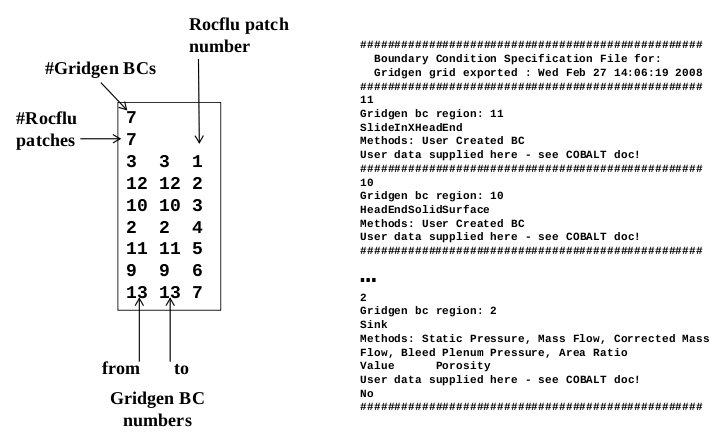 Rocflu patch
number
#Gridgen BCs
#Rocflu
patches
7
7
3 3 1
12 12 2
10 10 3
2 2 4
11 11 5
9 9 6
13 13 7
from to
Gridgen BC
numbers
##################################################
Boundary Condition Specification File for:
Gridgen grid exported : Wed Feb 27 14:06:19 2008
##################################################
11
Gridgen bc region: 11
SlideInXHeadEnd
Methods: User Created BC
User data supplied here - see COBALT doc!
##################################################
10
Gridgen bc region: 10
HeadEndSolidSurface
Methods: User Created BC
User data supplied here - see COBALT doc!
##################################################
...
2
Gridgen bc region: 2
Sink
Methods: Static Pressure, Mass Flow, Corrected Mass
Flow, Bleed Plenum Pressure, Area Ratio
Value Porosity
User data supplied here - see COBALT doc!
No
##################################################